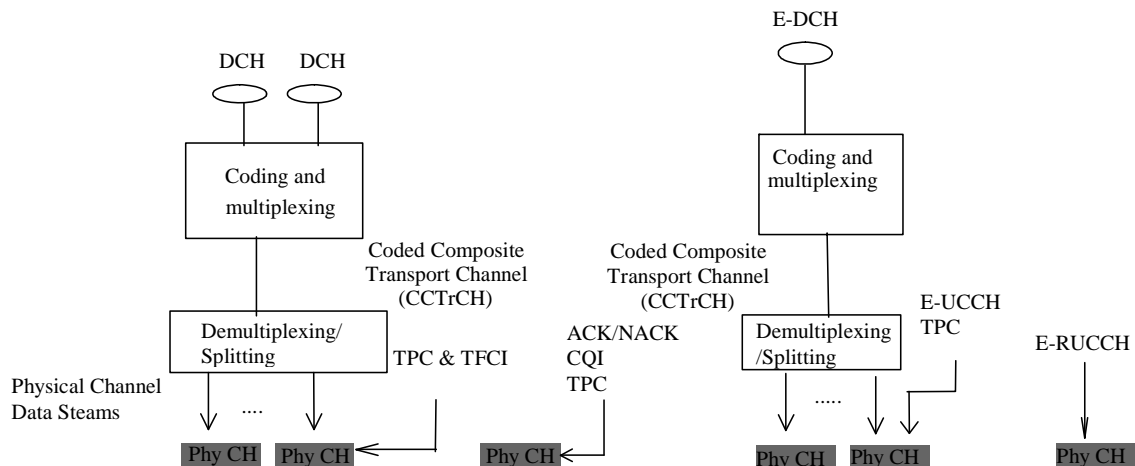 E-DCH
DCH DCH
Coding and
multiplexing
Coding and
multiplexing
Coded Composite
Transport Channel
(CCTrCH)
Coded Composite
Transport Channel
(CCTrCH)
Demultiplexing/
Splitting
TPC & TFCI
ACK/NACK
CQI
TPC
Demultiplexing
/Splitting
E-UCCH
TPC
E-RUCCH
Physical Channel
Data Steams
....
.....
Phy CH Phy CH Phy CH Phy CH Phy CH Phy CH